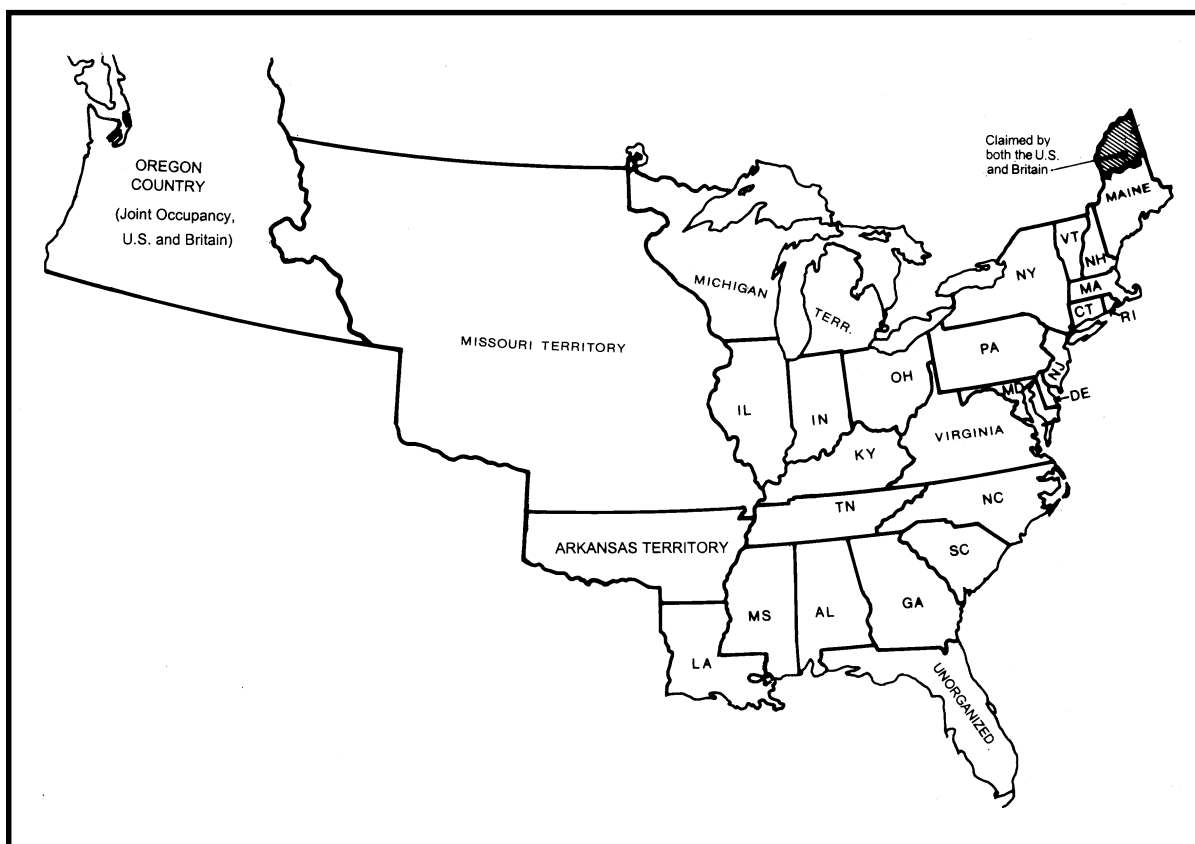 Claimed by
both the U.S.
and Britain
OREGON
COUNTRY
(Joint Occupancy,
U.S. and Britain)
MAINE
VT
NH
NY
MA
CT
RI
MICHIGAN
TERR.
MISSOURI TERRITORY
PA
NJ
OH
MD
DE
IL
IN
VIRGINIA
KY
TN
NC
ARKANSAS TERRITORY
SC
MS
AL
GA
LA
UNORGANIZED